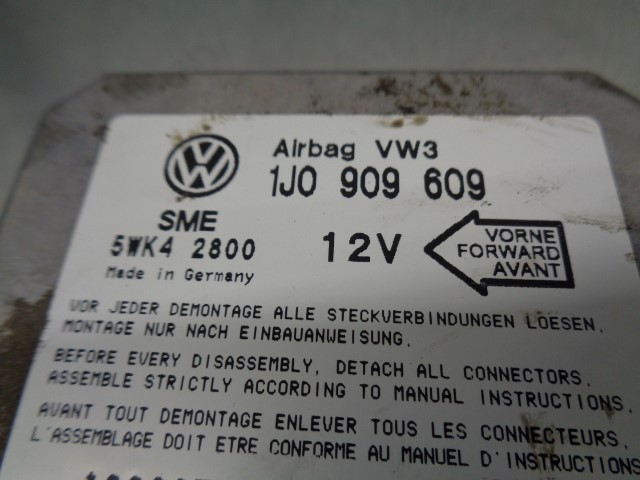 Airbag VW3
1J0 909 609
SME
5WK4 2800
12V
VORNE
FORWARD
AVANT
Made in Germany
VOR JEDER DEMONTAGE ALLE STECKVERBINDUNGEN LOESEN.
MONTAGE NUR NACH EINBAUANWEISUNG.
BEFORE EVERY DISASSEMBLY, DETACH ALL CONNECTORS.
ASSEMBLE STRICTLY ACCORDING TO MANUAL INSTRUCTIONS.
AVANT TOUT DEMONTAGE ENLEVER TOUS LES CONNECTEURS.
L'ASSEMBLAGE DOIT ETRE CONFORME AU MANUEL D'INSTRUCTIONS